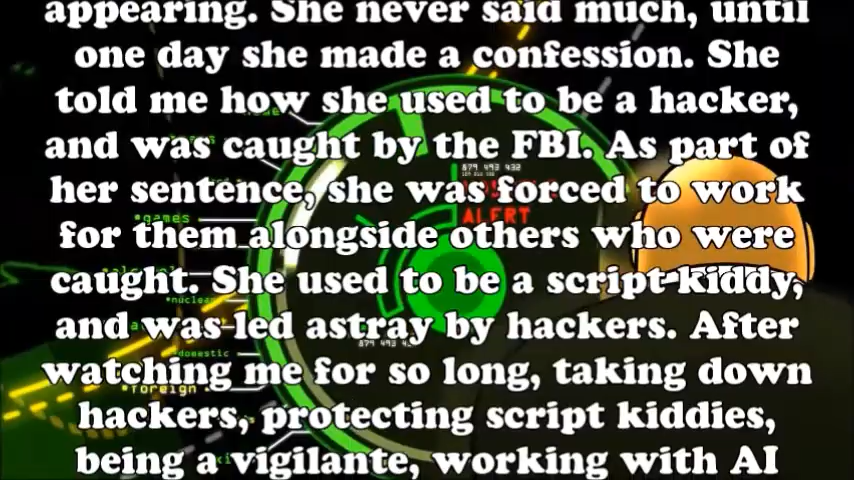 appearing. She never said much, until
one day she made a confession. She
told me how she used to be a hacker,
and was caught by the FBI. As part of
her sentence, she was forced to work
for them alongside others who were
caught. She used to be a script kiddy,
and was led astray by hackers. After
watching me for so long, taking down
hackers, protecting script kiddies,
being a vigilante, working with AI
879 493 432
ALERT
*games
*nuclear
domestic
*foreign